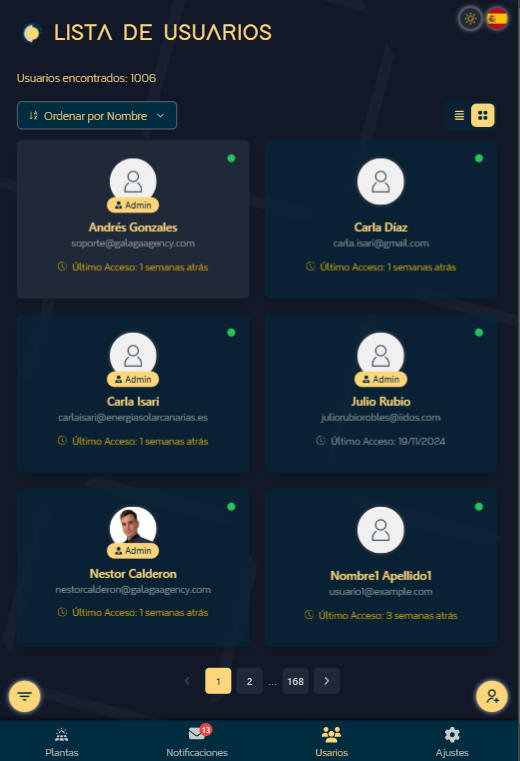 LISTA DE USUARIOS
Usuarios encontrados: 1006
Ordenar por Nombre
Admin
Andrés Gonzales
soporte@galagaagency.com
Último Acceso: 1 semanas atrás
Carla Díaz
carla.isari@gmail.com
Último Acceso: 1 semanas atrás
Admin
Carla Isari
carlaisari@energiasolarcanarias.es
Último Acceso: 1 semanas atrás
Admin
Julio Rubio
juliorubiorobles@iidos.com
Último Acceso: 19/11/2024
Admin
Nestor Calderon
nestorcalderon@galagaagency.com
Último Acceso: 1 semanas atrás
Nombre1 Apellido1
usuario1@example.com
Último Acceso: 3 semanas atrás
1 2 ... 168
13
Plantas Notificaciones Usarios Ajustes